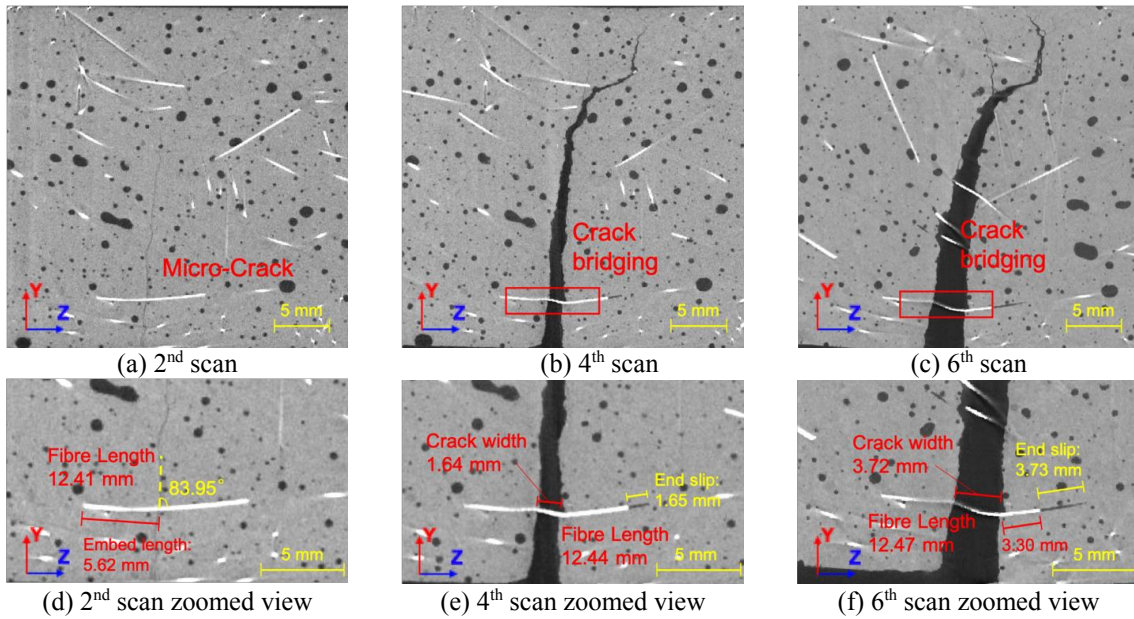 Micro-Crack
Y
Z
5 mm
(a) 2nd scan
Crack
bridging
Y
Z
5 mm
(b) 4th scan
Crack
bridging
Y
Z
5 mm
(c) 6th scan
Fibre Length
12.41 mm
83.95°
Embed length:
5.62 mm
Y
Z
5 mm
(d) 2nd scan zoomed view
Crack width
1.64 mm
End slip:
1.65 mm
Fibre Length
12.44 mm
Y
Z
5 mm
(e) 4th scan zoomed view
Crack width
3.72 mm
End slip:
3.73 mm
Fibre Length
12.47 mm
3.30 mm
Y
Z
5 mm
(f) 6th scan zoomed view